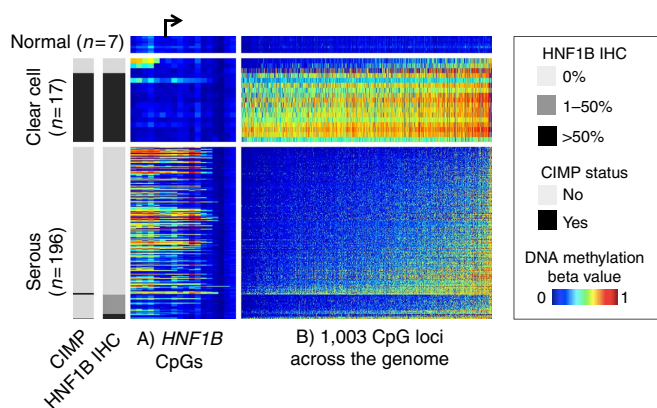 Normal (n=7)
Clear cell
(n=17)
Serous
(n=196)
CIMP
HNF1B IHC
A) HNF1B
CpGs
B) 1,003 CpG loci
across the genome
HNF1B IHC
0%
1–50%
>50%
CIMP status
No
Yes
DNA methylation
beta value
0 1